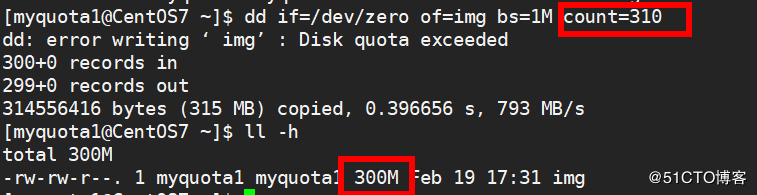 [myquota1@CentOS7 ~]$ dd if=/dev/zero of=img bs=1M count=310
dd: error writing ‘ img’ : Disk quota exceeded
300+0 records in
299+0 records out
314556416 bytes (315 MB) copied, 0.396656 s, 793 MB/s
[myquota1@CentOS7 ~]$ ll -h
total 300M
-rw-rw-r--. 1 myquota1 myquota1 300M Feb 19 17:31 img
@51CTO博客